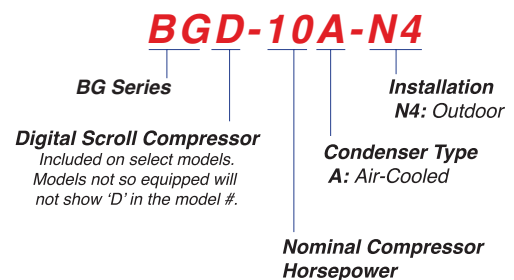 BGD-10A-N4
BG Series
Installation
N4: Outdoor
Digital Scroll Compressor
Included on select models.
Models not so equipped will
not show ‘D’ in the model #.
Condenser Type
A: Air-Cooled
Nominal Compressor
Horsepower